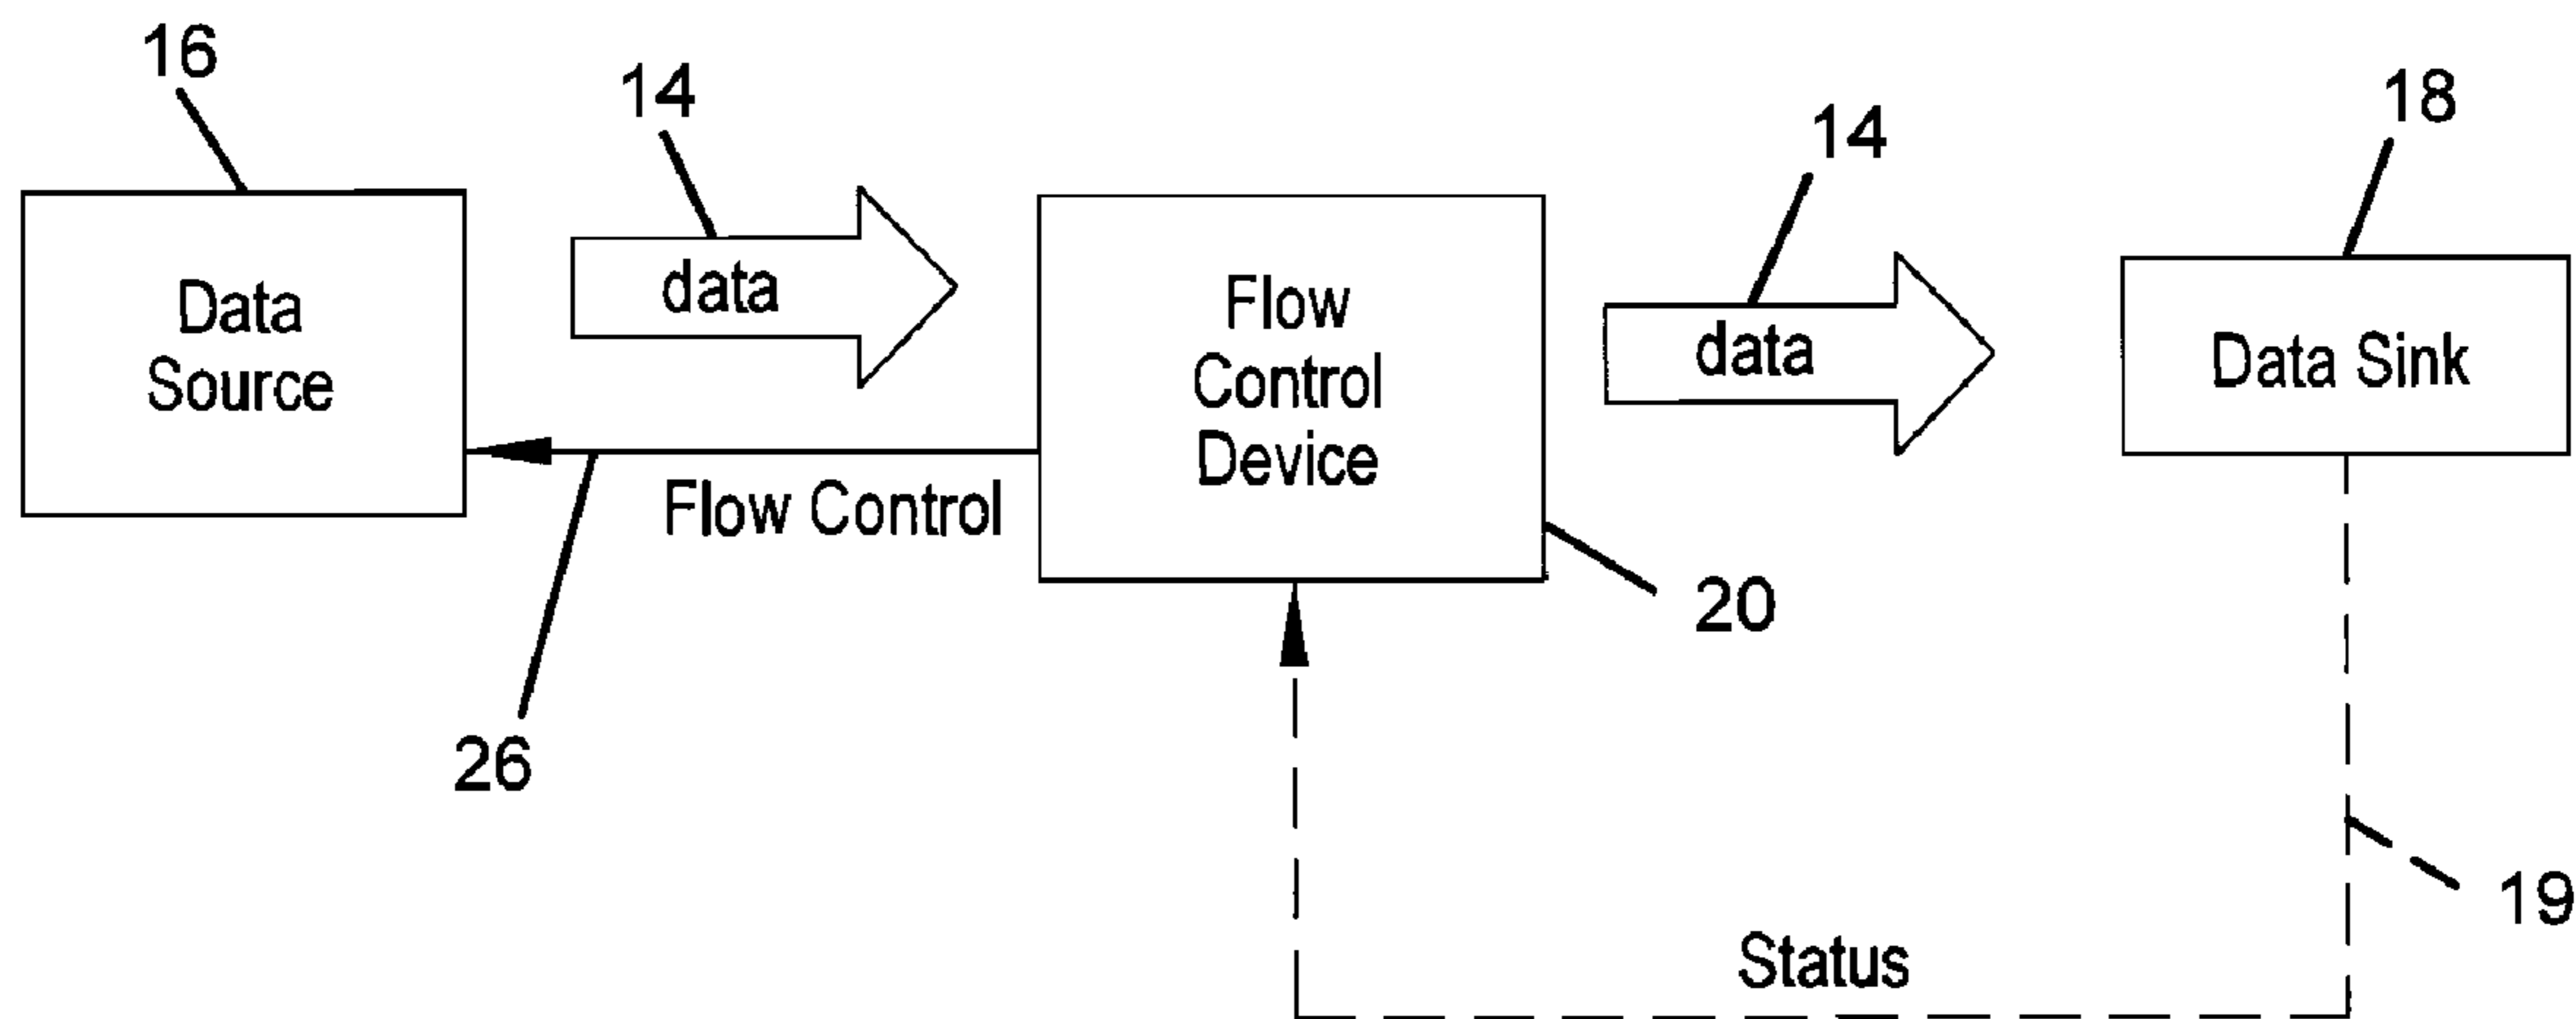 16
14
14
18
Data
Source
data
Flow
Control
Device
data
Data Sink
Flow Control
20
26
19
Status